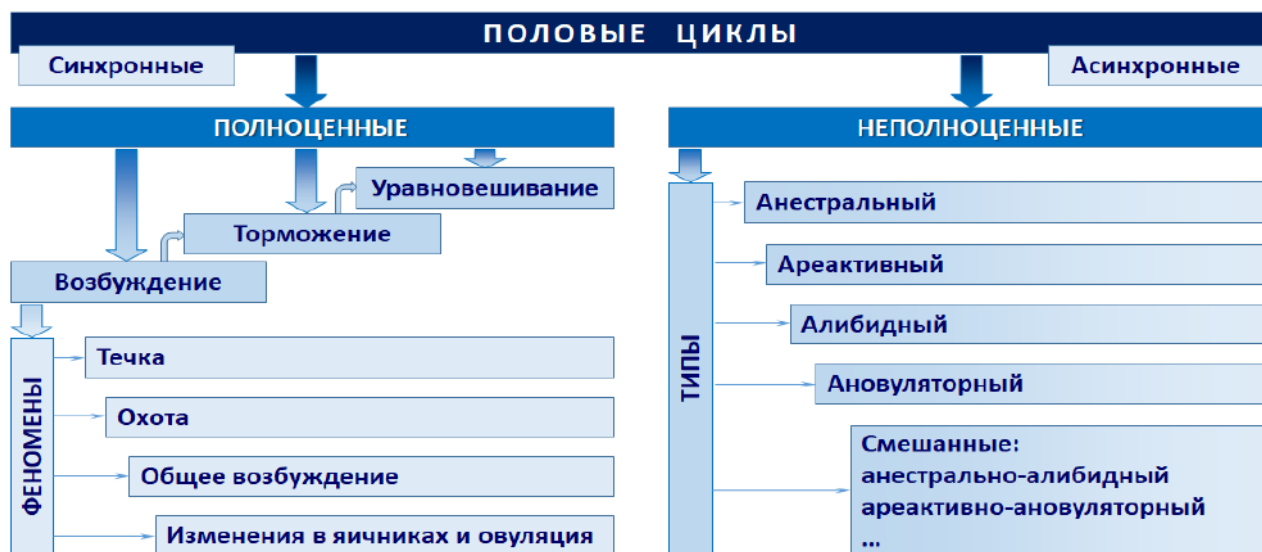 ПОЛОВЫЕ ЦИКЛЫ
Синхронные
Асинхронные
ПОЛНОЦЕННЫЕ
НЕПОЛНОЦЕННЫЕ
Уравновешивание
Торможение
Возбуждение
ФЕНОМЕНЫ
Течка
Охота
Общее возбуждение
Изменения в яичниках и овуляция
ТИПЫ
Анестральный
Ареактивный
Алибидный
Ановуляторный
Смешанные:
анестрально-алибидный
ареактивно-ановуляторный
...